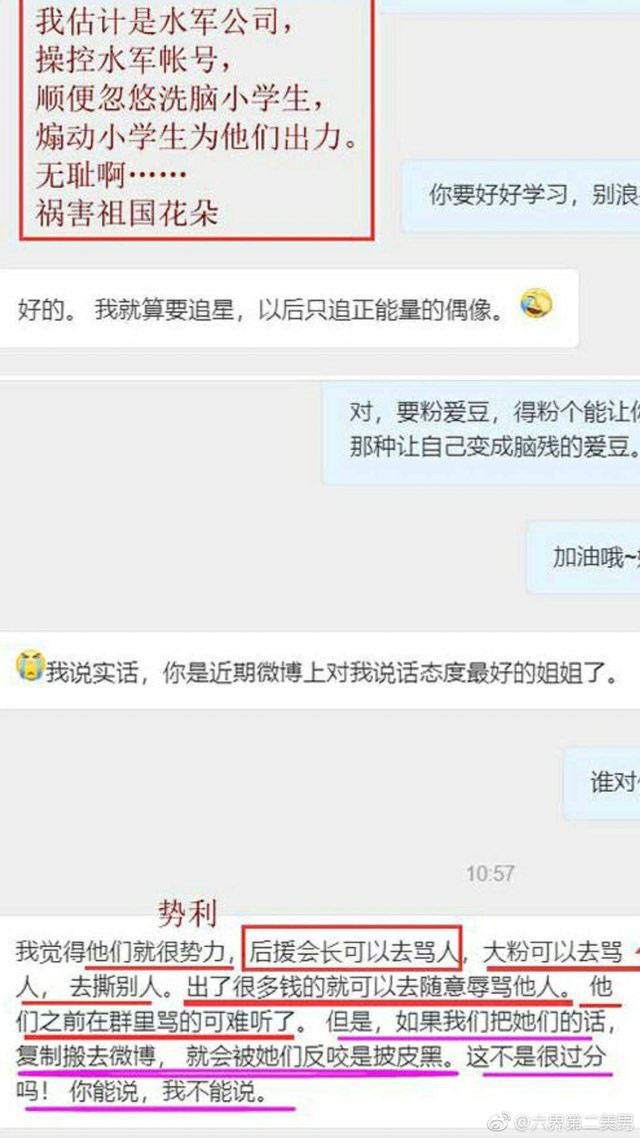 我估计是水军公司，
操控水军帐号，
顺便忽悠洗脑小学生，
煽动小学生为他们出力。
无耻啊……
祸害祖国花朵
你要好好学习，别浪
好的。 我就算要追星，以后只追正能量的偶像。
对，要粉爱豆，得粉个能让
那种让自己变成脑残的爱豆。
加油哦~
我说实话，你是近期微博上对我说话态度最好的姐姐了。
谁对
10:57
势利
我觉得他们就很势力，后援会长可以去骂人，大粉可以去骂
人，去撕别人。出了很多钱的就可以去随意辱骂他人。他
们之前在群里骂的可难听了。但是，如果我们把她们的话，
复制搬去微博，就会被她们反咬是披皮黑。这不是很过分
吗！你能说，我不能说。
@六界第二美男